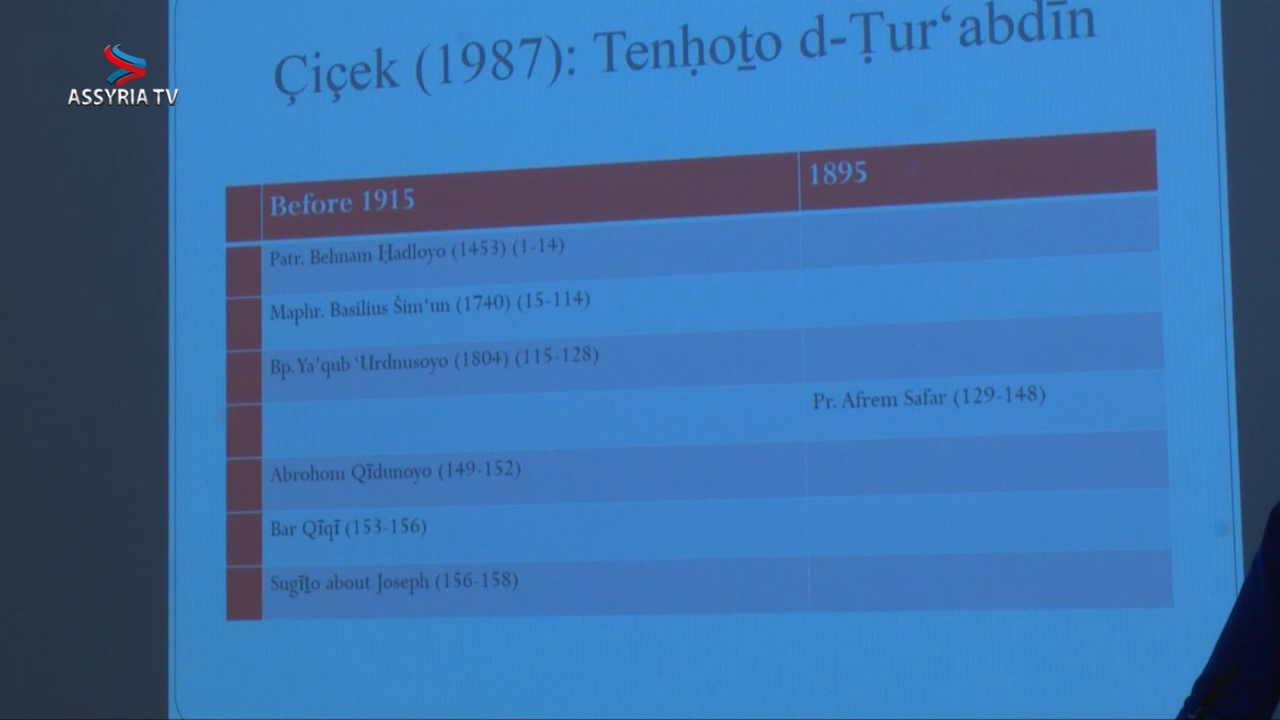 ASSYRIA TV
Çiçek (1987): Tenḥoṯo d-Ṭur‘abdīn
Before 1915 1895
Patr. Behnam Ḥadloyo (1453) (1-14)
Maphr. Basilius Šim‘un (1740) (15-114)
Bp. Ya’qub ‘Urdnusoyo (1804) (115-128)
Pr. Afrem Safar (129-148)
Abrohom Qīdunoyo (149-152)
Bar Qīqī (153-156)
Sugīṯo about Joseph (156-158)